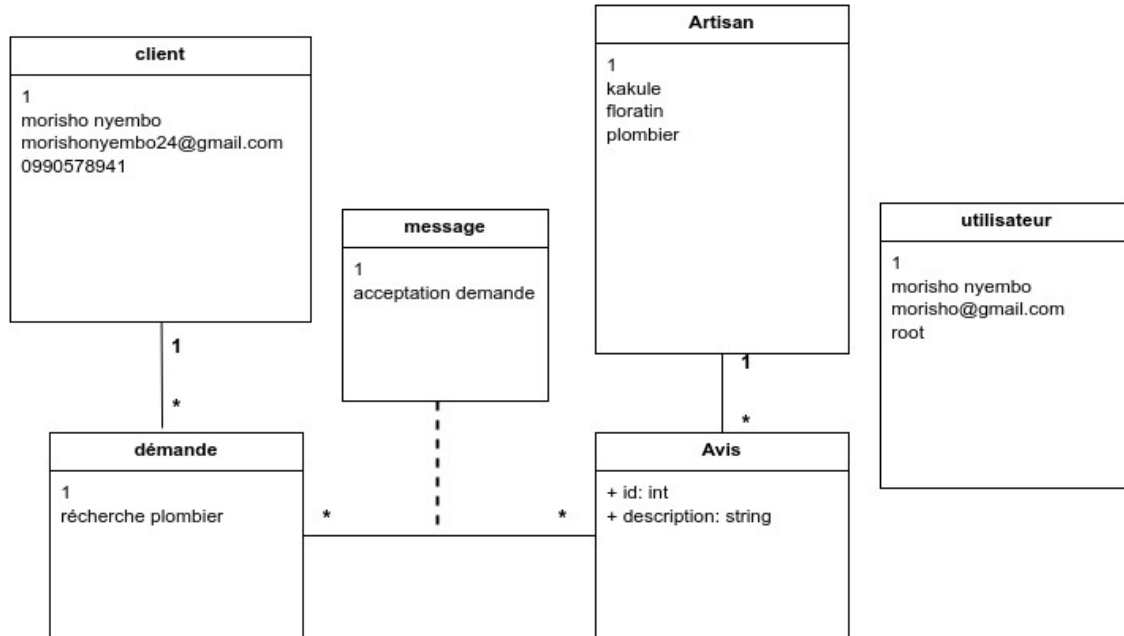 client
1
morisho nyembo
morishonyembo24@gmail.com
0990578941
1
*
message
1
acceptation demande
Artisan
1
kakule
floratin
plombier
1
*
utilisateur
1
morisho nyembo
morisho@gmail.com
root
démande
1
récherche plombier
*
*
Avis
+ id: int
+ description: string